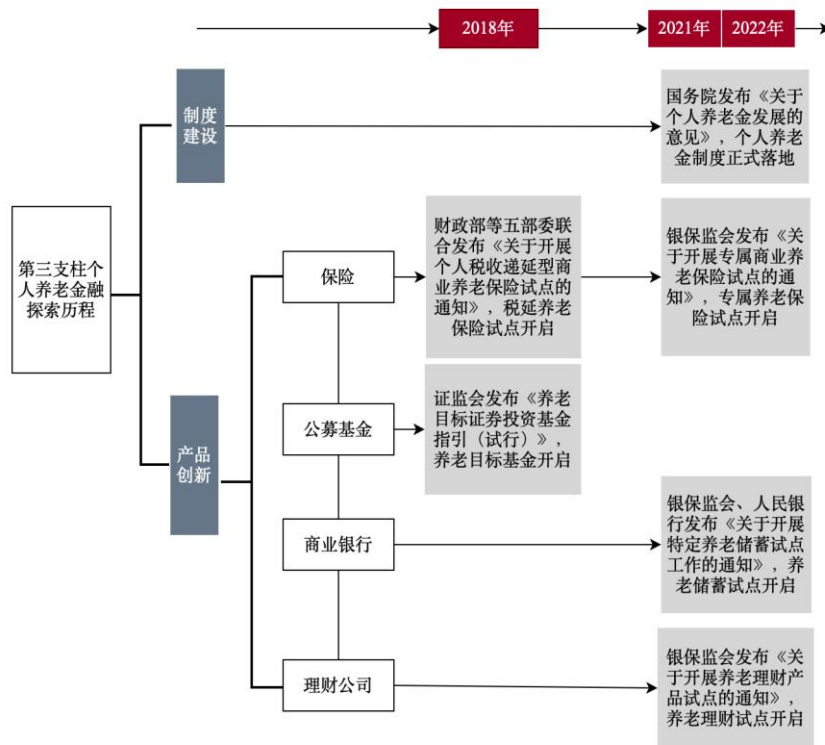 2018年
2021年
2022年
制度
建设
国务院发布《关于
个人养老金发展的
意见》，个人养老
金制度正式落地
第三支柱个
人养老金融
探索历程
保险
财政部等五部委联
合发布《关于开展
个人税收递延型商
业养老保险试点的
通知》，税延养老
保险试点开启
银保监会发布《关
于开展专属商业养
老保险试点的通
知》，专属养老保
险试点开启
产品
创新
公募基金
证监会发布《养老
目标证券投资基金
指引（试行）》，
养老目标基金开启
商业银行
银保监会、人民银
行发布《关于开展
特定养老储蓄试点
工作的通知》，养
老储蓄试点开启
理财公司
银保监会发布《关
于开展养老理财产
品试点的通知》，
养老理财试点开启